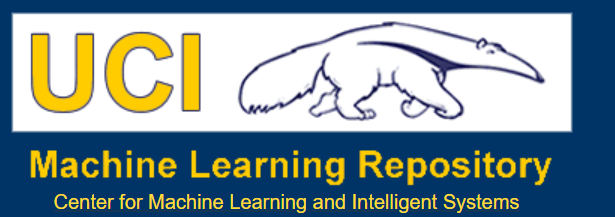 UCI
Machine Learning Repository
Center for Machine Learning and Intelligent Systems